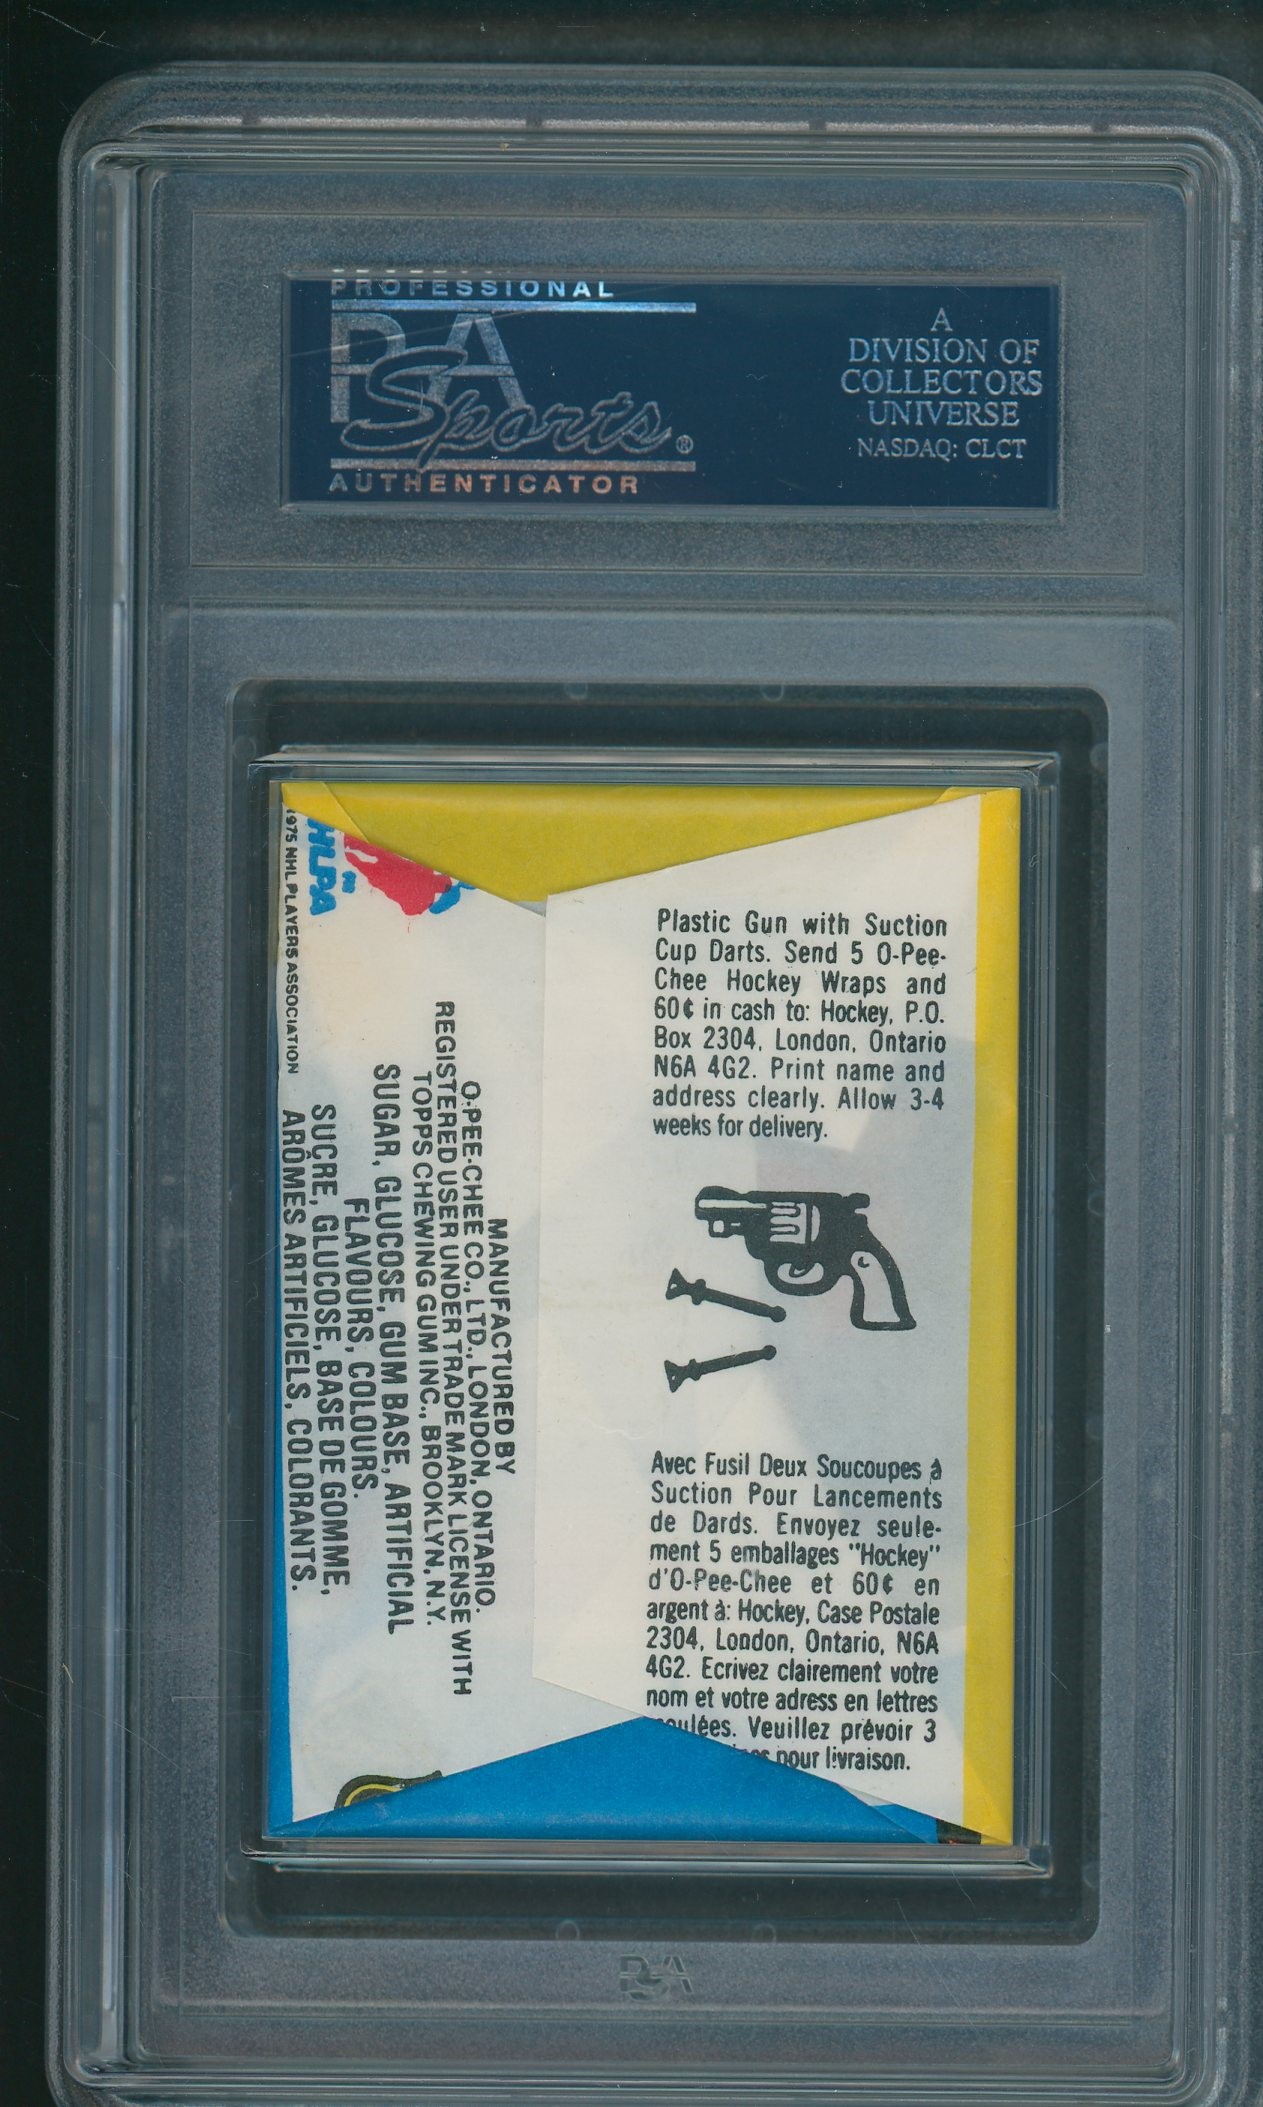 PROFESSIONAL
PSA
Sports®
AUTHENTICATOR
A
DIVISION OF
COLLECTORS
UNIVERSE
NASDAQ: CLCT
Plastic Gun with Suction
Cup Darts. Send 5 O-Pee-
Chee Hockey Wraps and
60¢ in cash to: Hockey, P.O.
Box 2304, London, Ontario
N6A 4G2. Print name and
address clearly. Allow 3-4
weeks for delivery.
Avec Fusil Deux Soucoupes à
Suction Pour Lancements
de Dards. Envoyez seule-
ment 5 emballages "Hockey"
d'O-Pee-Chee et 60¢ en
argent à: Hockey, Case Postale
2304, London, Ontario, N6A
4G2. Ecrivez clairement votre
nom et votre adress en lettres
Veuillez prévoir 3
pour livraison.
MANUFACTURED BY
O-PEE-CHEE CO., LTD., LONDON, ONTARIO.
REGISTERED USER UNDER TRADE MARK LICENSE WITH
TOPPS CHEWING GUM INC., BROOKLYN, N.Y.
SUGAR, GLUCOSE, GUM BASE, ARTIFICIAL
FLAVOURS, COLOURS.
SUCRE, GLUCOSE, BASE DE GOMME,
ARÔMES ARTIFICIELS, COLORANTS.
HLPA
1975 NHL PLAYERS ASSOCIATION
PSA